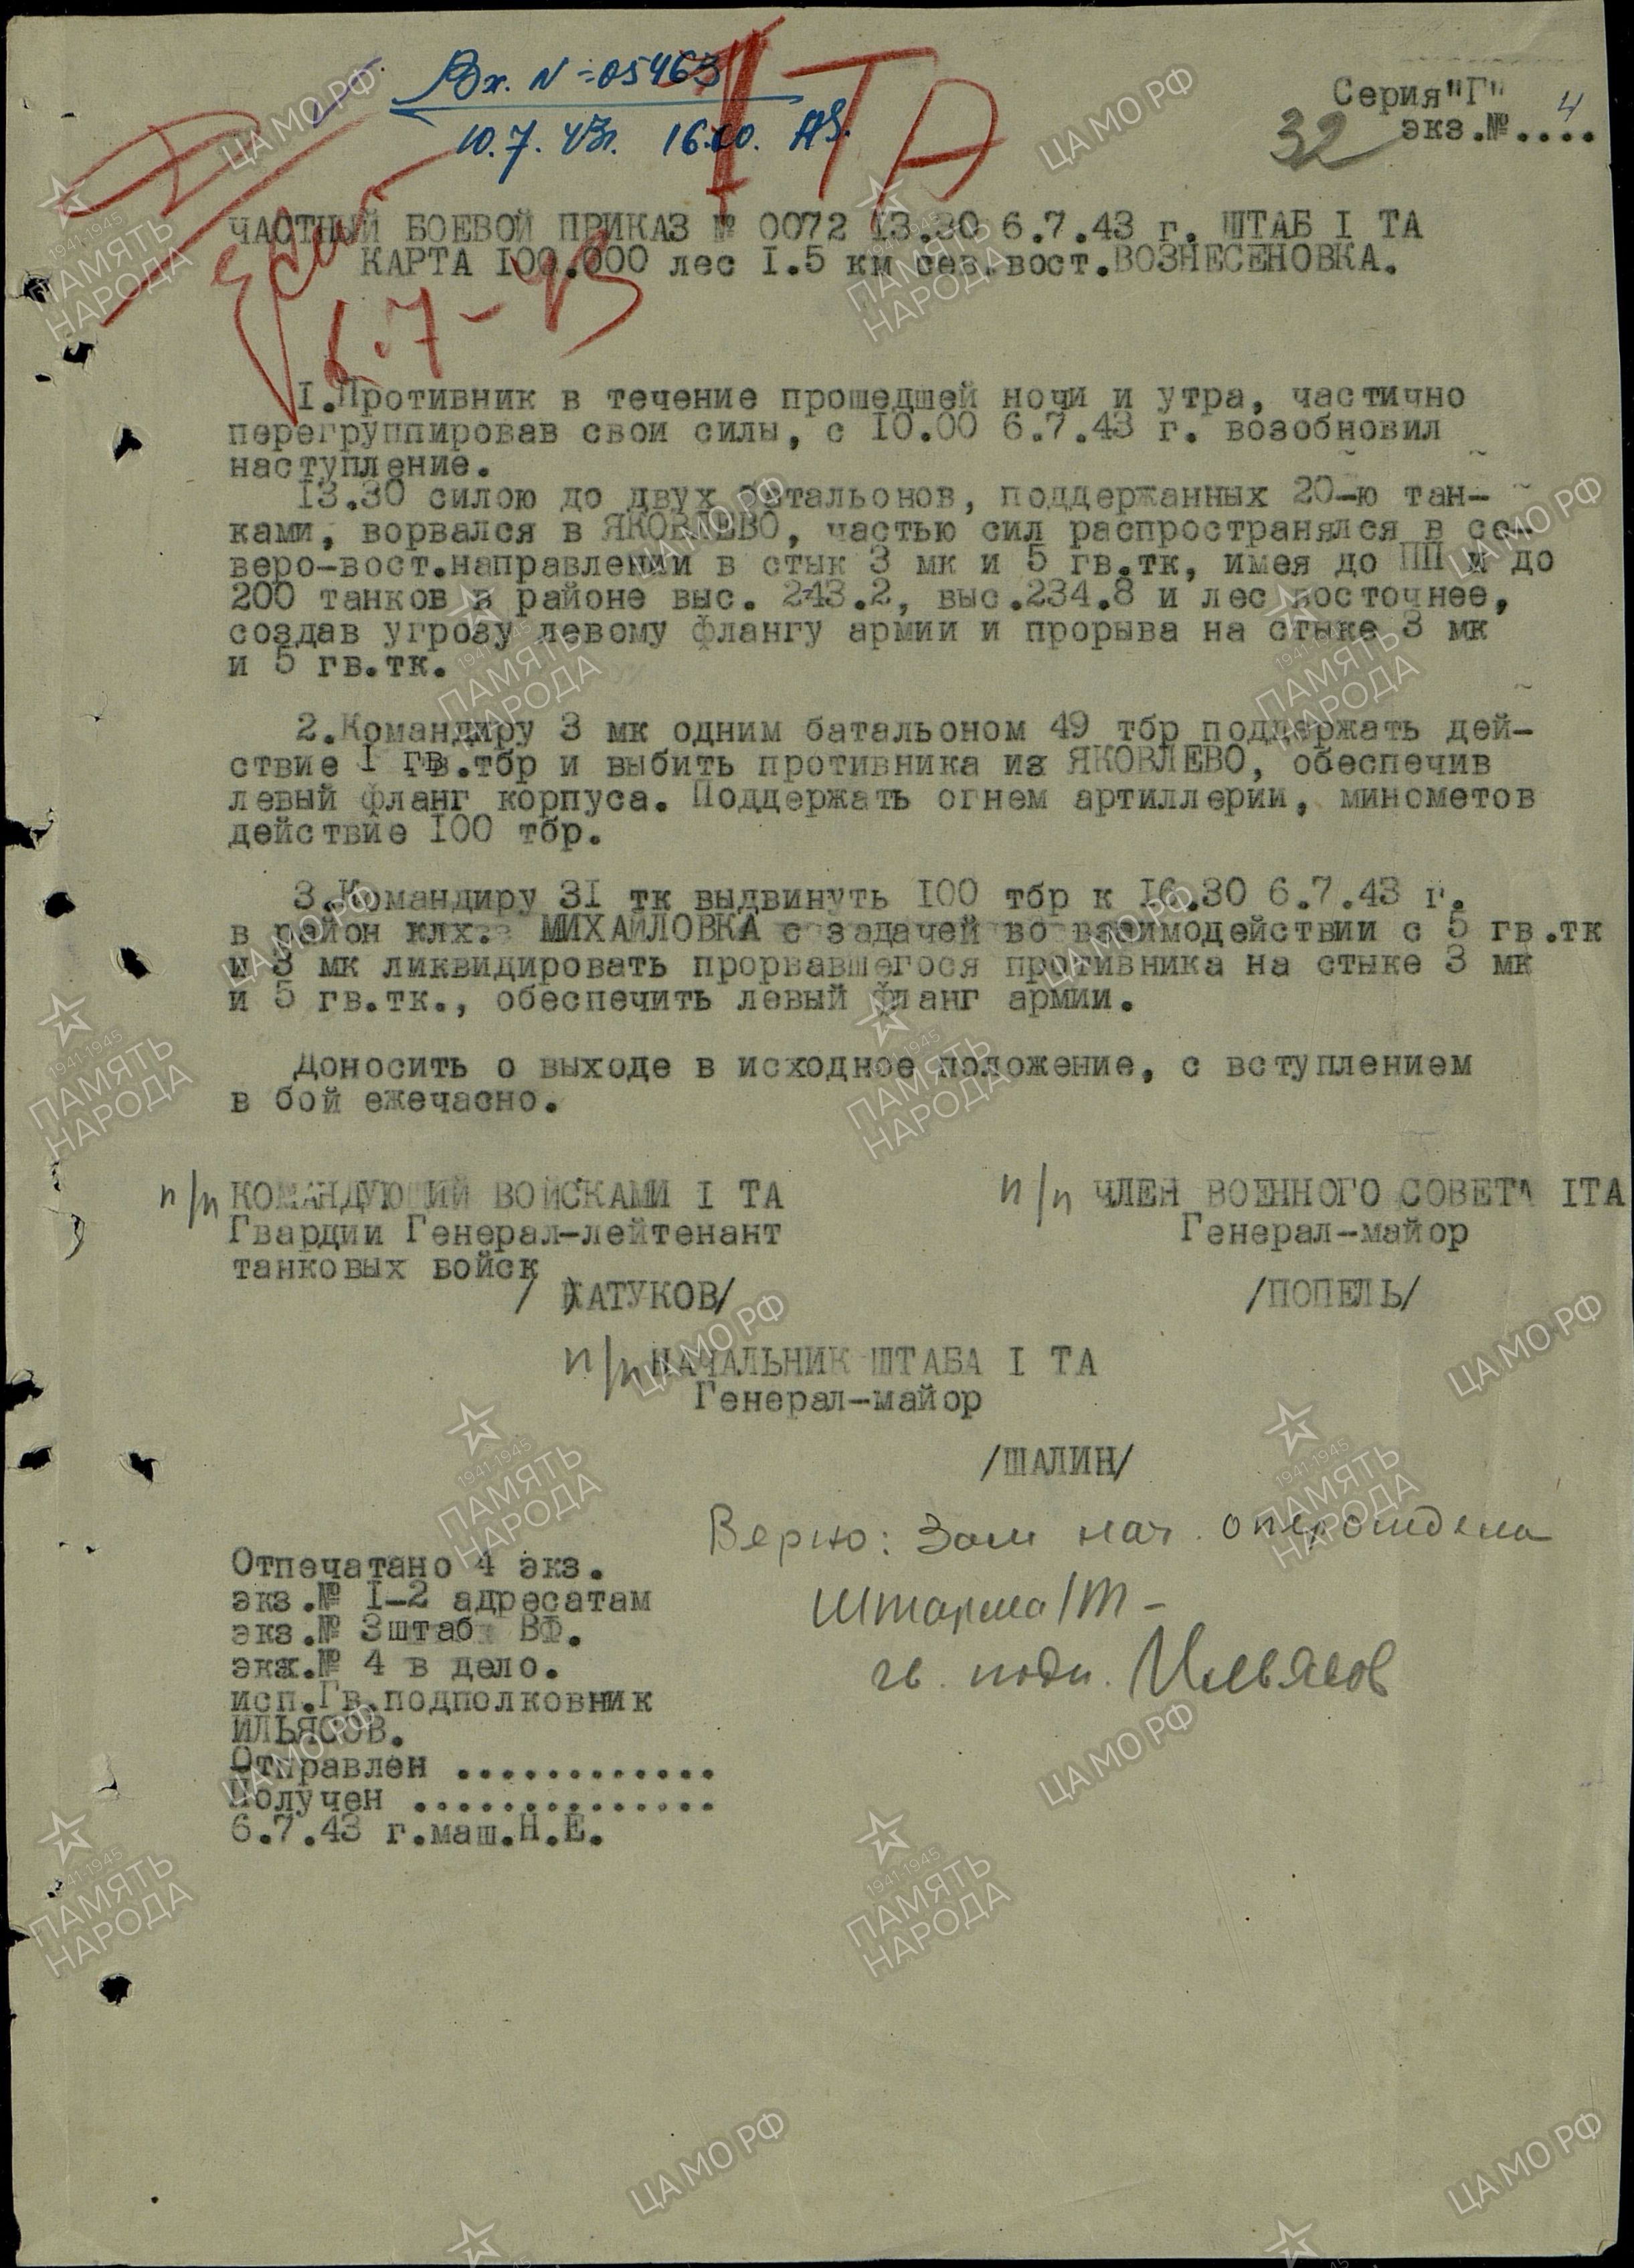 Вх. № 05463
10.7.43г. 16.00.
I ТА
Серия"Г"
экз.№....4
32
ЧАСТНЫЙ БОЕВОЙ ПРИКАЗ № 0072 13.30 6.7.43 г. ШТАБ I ТА
КАРТА 100.000 лес I.5 км сев.вост.ВОЗНЕСЕНОВКА.
6.7-43
I.Противник в течение прошедшей ночи и утра, частично
перегруппировав свои силы, с 10.00 6.7.43 г. возобновил
наступление.
13.30 силою до двух батальонов, поддержанных 20-ю тан-
ками, ворвался в ЯКОВЛЕВО, частью сил распространялся в се-
веро-вост.направлении в стык 3 мк и 5 гв.тк, имея до ПП и до
200 танков в районе выс. 243.2, выс.234.8 и лес восточнее,
создав угрозу левому флангу армии и прорыва на стыке 3 мк
и 5 гв.тк.
2.Командиру 3 мк одним батальоном 49 тбр поддержать дей-
ствие I гв.тбр и выбить противника из ЯКОВЛЕВО, обеспечив
левый фланг корпуса. Поддержать огнем артиллерии, минометов
действие 100 тбр.
3.Командиру 31 тк выдвинуть 100 тбр к 16.30 6.7.43 г.
в район клх. МИХАЙЛОВКА с задачей во взаимодействии с 5 гв.тк
и 3 мк ликвидировать прорвавшегося противника на стыке 3 мк
и 5 гв.тк., обеспечить левый фланг армии.
Доносить о выходе в исходное положение, с вступлением
в бой ежечасно.
п/п КОМАНДУЮЩИЙ ВОЙСКАМИ I ТА
п/п ЧЛЕН ВОЕННОГО СОВЕТА IТА
Гвардии Генерал-лейтенант
Генерал-майор
танковых войск
/КАТУКОВ/
/ПОПЕЛЬ/
п/п НАЧАЛЬНИК ШТАБА I ТА
Генерал-майор
/ШАЛИН/
Верно: Зам нач. оперотдела
Штарма 1Т-
гв. подп. Ильясов
Отпечатано 4 экз.
экз.№ I-2 адресатам
экз.№ 3штаб ВФ.
экз.№ 4 в дело.
исп.Гв.подполковник
ИЛЬЯСОВ.
Отправлен ............
Получен ..............
6.7.43 г.маш.Н.Е.
ЦАМО РФ
1941-1945
ПАМЯТЬ
НАРОДА